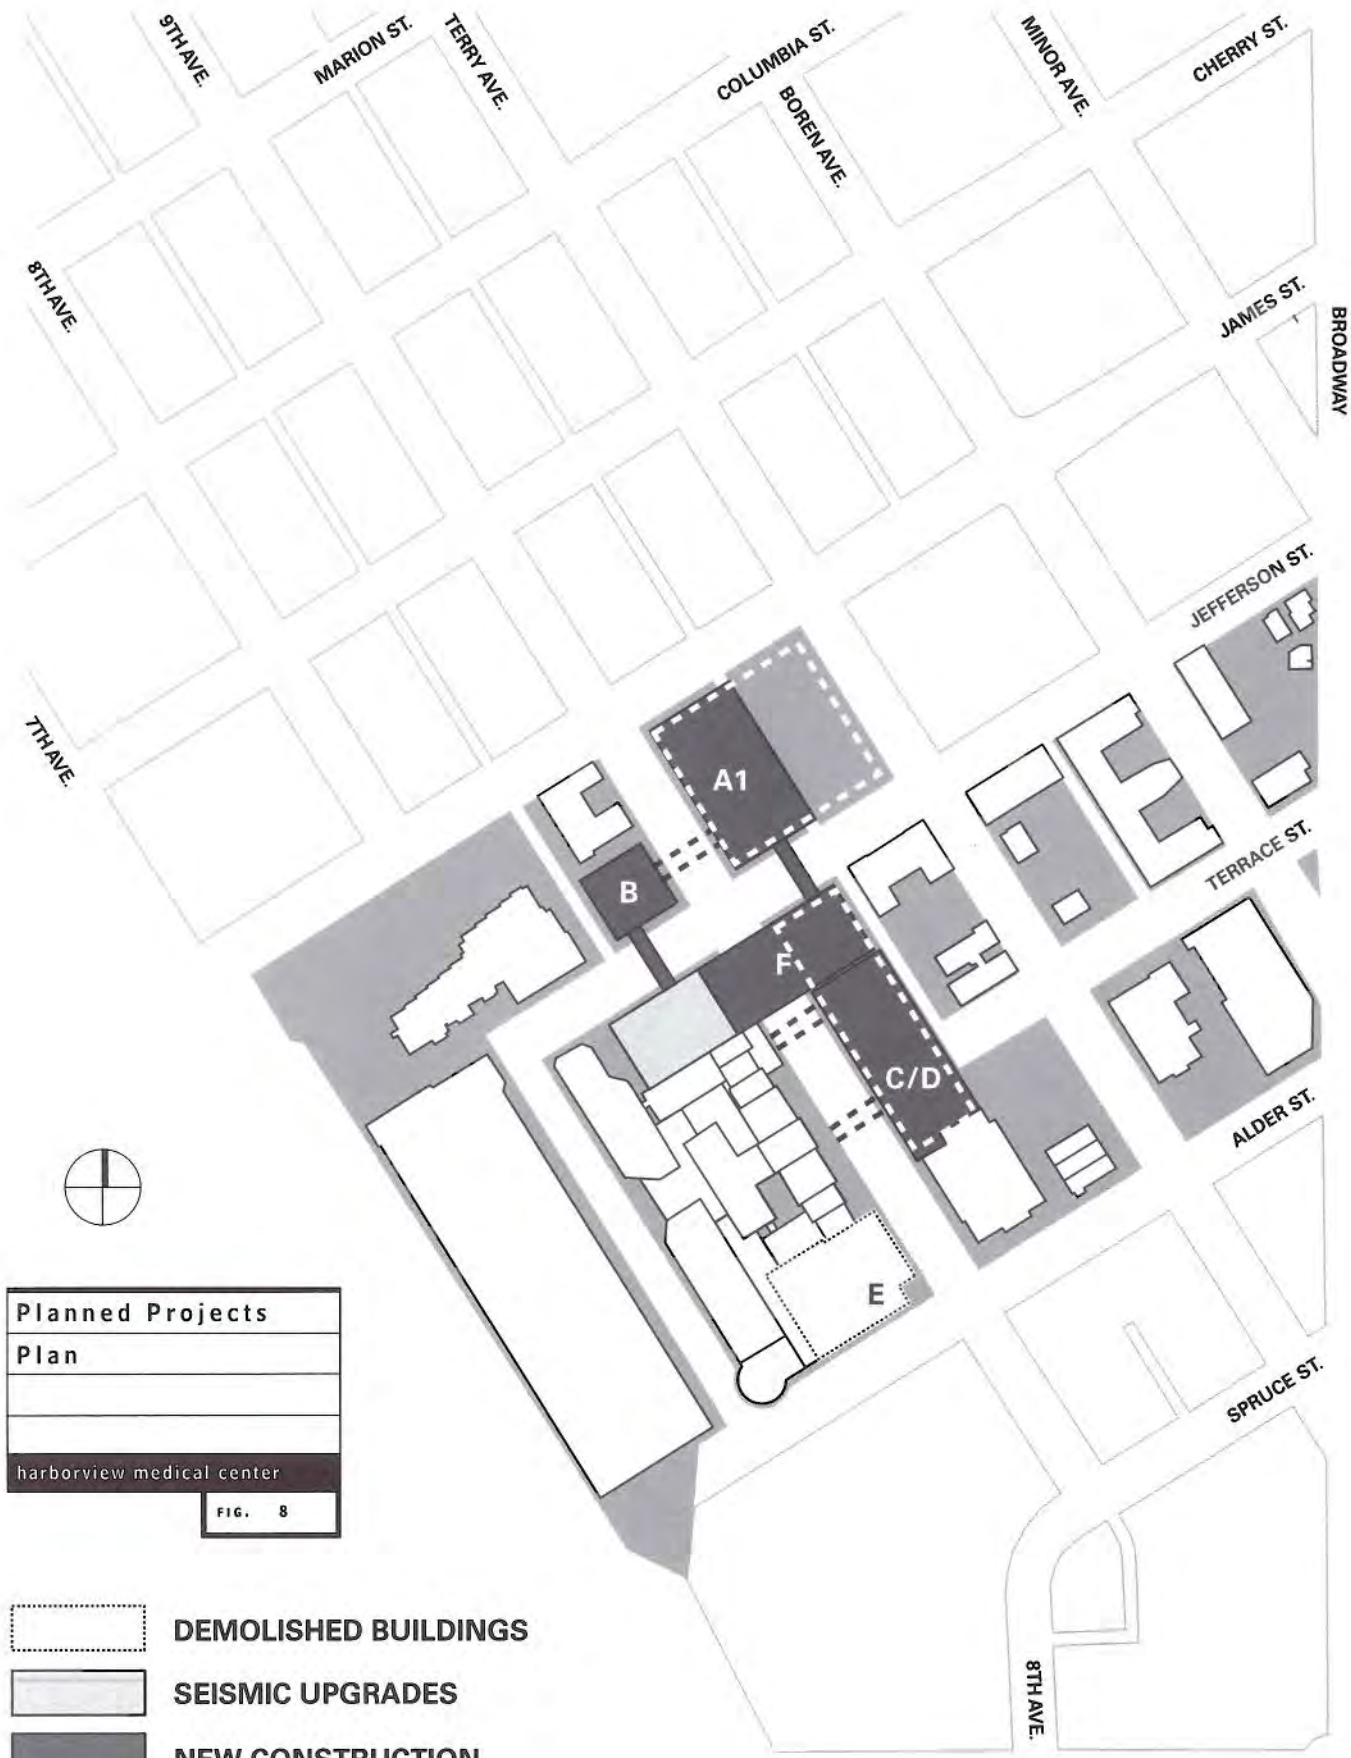 9TH AVE.
MARION ST.
TERRY AVE.
COLUMBIA ST.
BOREN AVE.
MINOR AVE.
CHERRY ST.
8TH AVE.
JAMES ST.
BROADWAY
JEFFERSON ST.
7TH AVE.
A1
B
TERRACE ST.
F
C/D
ALDER ST.
E
SPRUCE ST.
8TH AVE.
Planned Projects
Plan
harborview medical center
FIG. 8
DEMOLISHED BUILDINGS
SEISMIC UPGRADES
NEW CONSTRUCTION